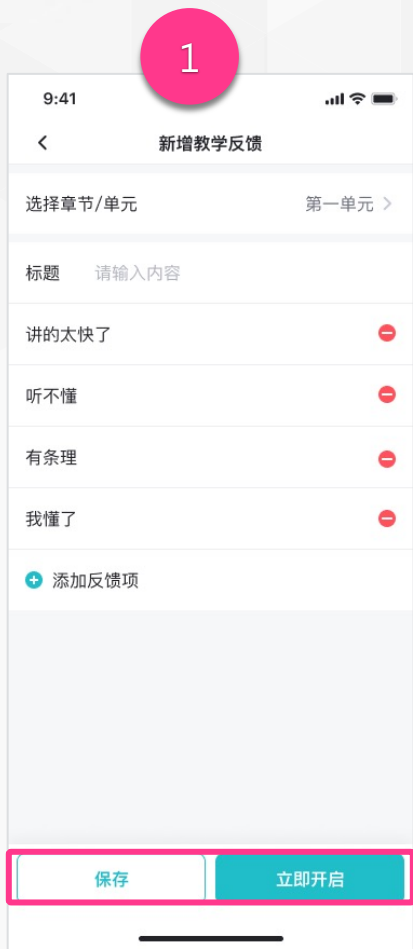 1
9:41
新增教学反馈
选择章节/单元 第一单元
标题 请输入内容
讲的太快了
听不懂
有条理
我懂了
添加反馈项
保存 立即开启